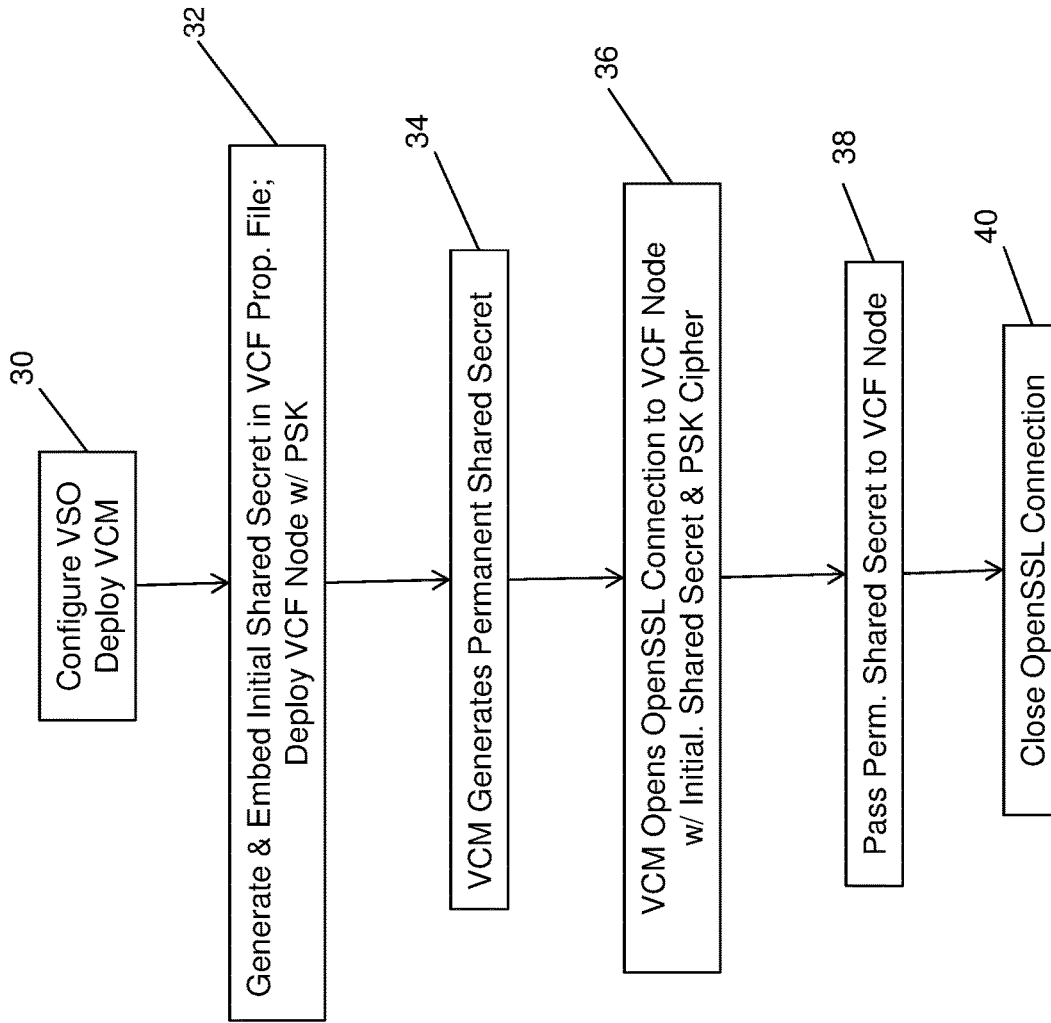 30
Configure VSO
Deploy VCM
32
Generate & Embed Initial Shared Secret in VCF Prop. File;
Deploy VCF Node w/ PSK
34
VCM Generates Permanent Shared Secret
36
VCM Opens OpenSSL Connection to VCF Node
w/ Initial. Shared Secret & PSK Cipher
38
Pass Perm. Shared Secret to VCF Node
40
Close OpenSSL Connection